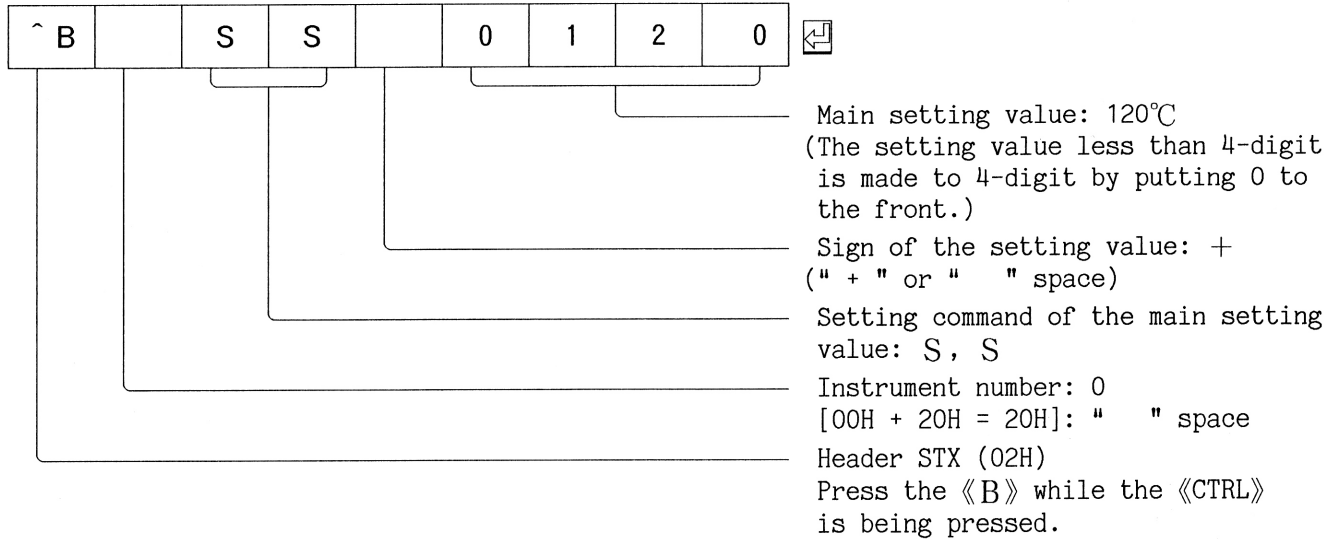 ^B S S 0 1 2 0 ↵
Main setting value: 120℃
(The setting value less than 4-digit
is made to 4-digit by putting 0 to
the front.)
Sign of the setting value: +
(" + " or "   " space)
Setting command of the main setting
value: S, S
Instrument number: 0
[00H + 20H = 20H]: "   " space
Header STX (02H)
Press the 《B》 while the 《CTRL》
is being pressed.